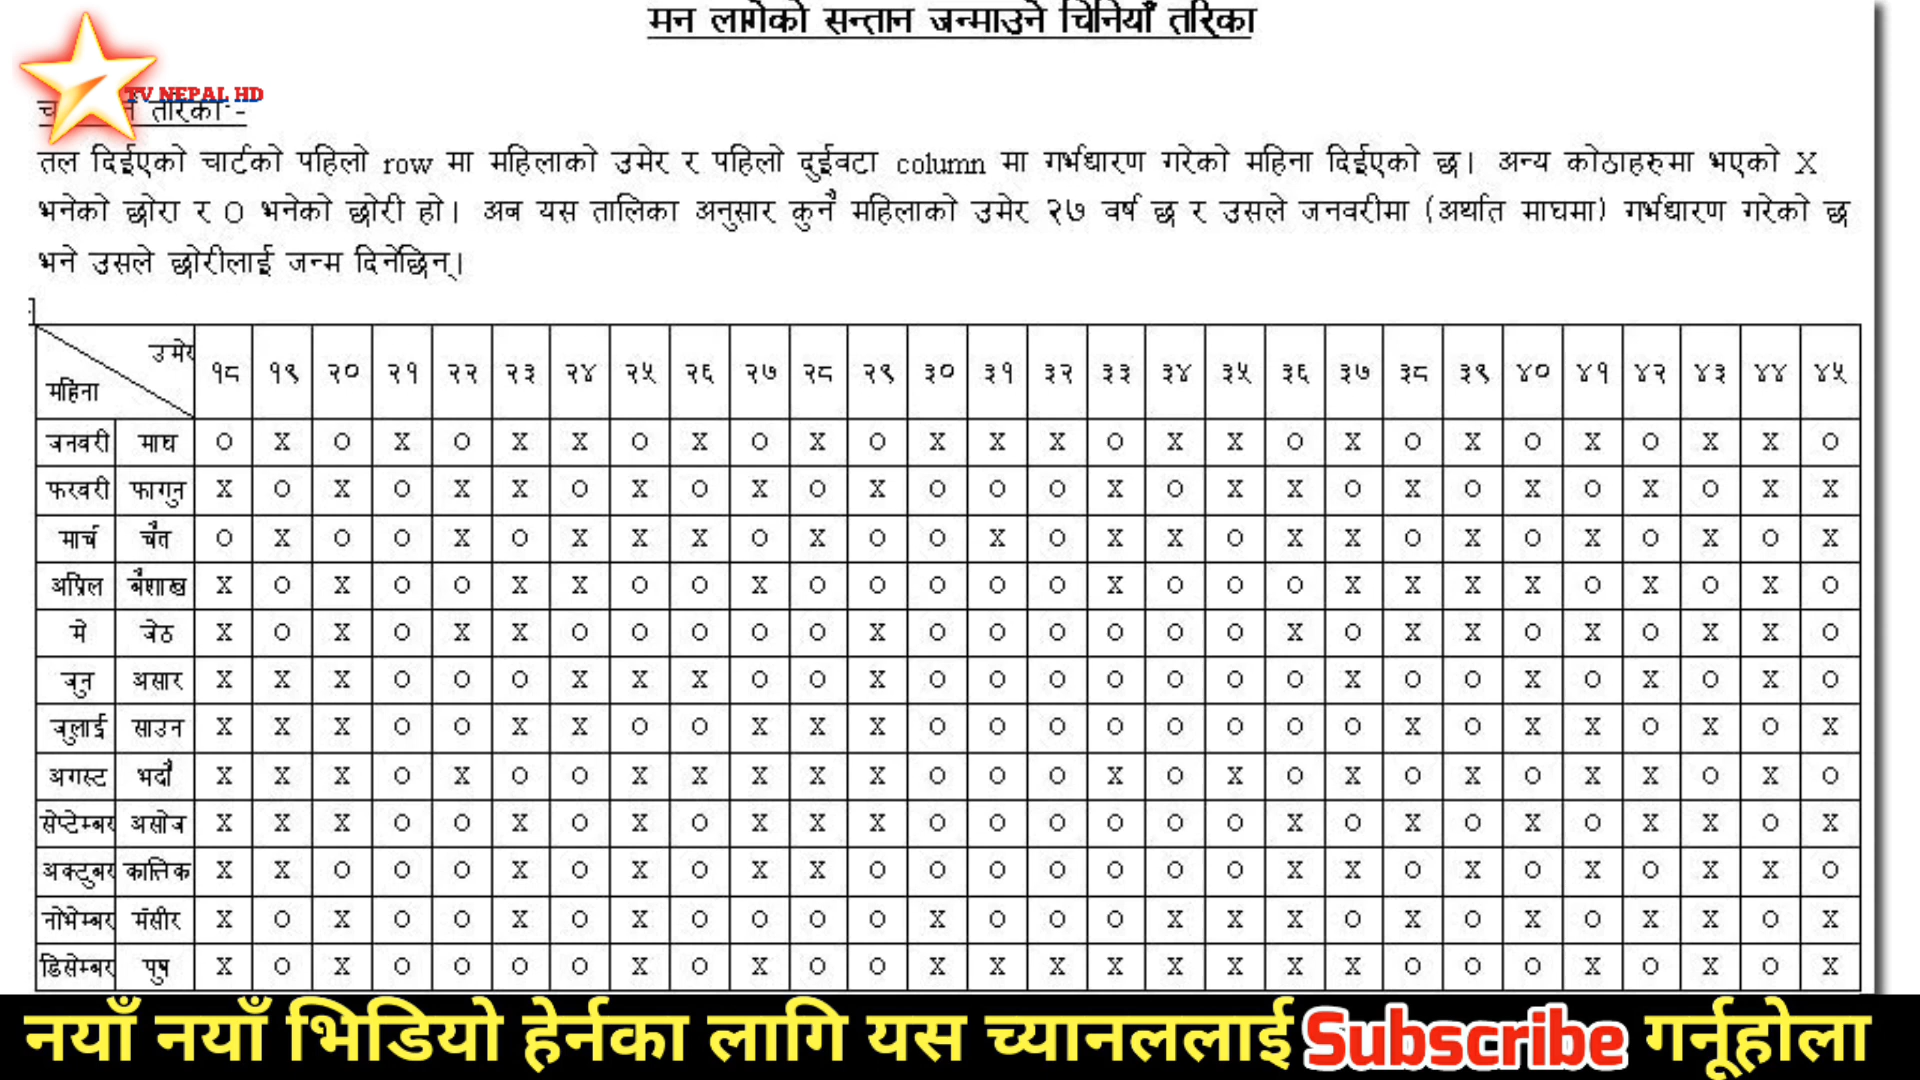 मन लागेको सन्तान जन्माउने चिनियाँ तरिका
TV NEPAL HD
तरिका :-
तल दिईएको चार्टको पहिलो row मा महिलाको उमेर र पहिलो दुईवटा column मा गर्भधारण गरेको महिना दिईएको छ। अन्य कोठाहरुमा भएको X
भनेको छोरा र O भनेको छोरी हो। अब यस तालिका अनुसार कुनै महिलाको उमेर २७ वर्ष छ र उसले जनवरीमा (अर्थात माघमा) गर्भधारण गरेको छ
भने उसले छोरीलाई जन्म दिनेछिन्।
उमेर
महिना
१८ १९ २० २१ २२ २३ २४ २५ २६ २७ २८ २९ ३० ३१ ३२ ३३ ३४ ३५ ३६ ३७ ३८ ३९ ४० ४१ ४२ ४३ ४४ ४५
जनवरी माघ O X O X O X X O X O X O X X X O X X O X O X O X O X X O
फरवरी फागुन X O X O X X O X O X O X O O O X O X X O X O X O X O X X
मार्च चैत O X O O X O X X X O X O O X O X X O X X O X O X O X O X
अप्रिल बैशाख X O X O O X X O O X O O O O O X O O O X X X X O X O X O
मे जेठ X O X O X X O O O O O X O O O O O O X O X X O X O X X O
जुन असार X X X O O O X X X O O X O O O O O O O X O O X O X O X O
जुलाई साउन X X X O O X X O O X X X O O O O O O O O X O X X O X O X
अगस्ट भदौ X X X O X O O X X X X X O O O X O X O X O X O X X O X O
सेप्टेम्बर असोज X X X O O X O X O X X X O O O O O O X O X O X O X X O X
अक्टुबर कात्तिक X X O O O X O X O X X O O O O O O O X X O X O X O X X O
नोभेम्बर मंसीर X O X O O X O X O O O O X O O O X X X O X O X O X X O X
डिसेम्बर पुष X O X O O O O X O X O O X X X X X X X X O O O X O X O X
नयाँ नयाँ भिडियो हेर्नका लागि यस च्यानललाई Subscribe गर्नूहोला